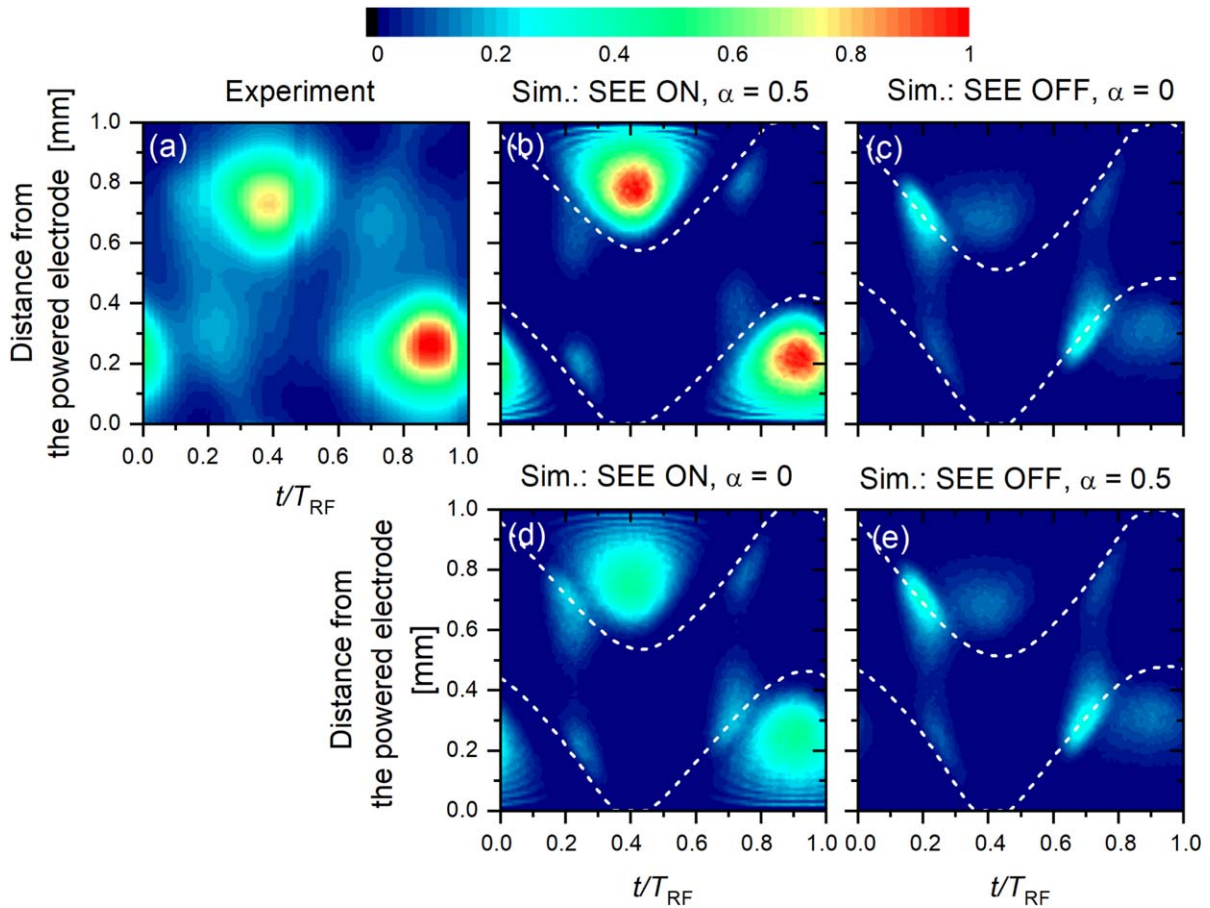 0 0.2 0.4 0.6 0.8 1
Experiment Sim.: SEE ON, α = 0.5 Sim.: SEE OFF, α = 0
Distance from
the powered electrode [mm]
1.0
0.8
0.6
0.4
0.2
0.0
(a) (b) (c)
0.0 0.2 0.4 0.6 0.8 1.0
t/T_RF
Sim.: SEE ON, α = 0 Sim.: SEE OFF, α = 0.5
Distance from
the powered electrode
[mm]
1.0
0.8
0.6
0.4
0.2
0.0
(d) (e)
0.0 0.2 0.4 0.6 0.8 1.0 0.0 0.2 0.4 0.6 0.8 1.0
t/T_RF t/T_RF